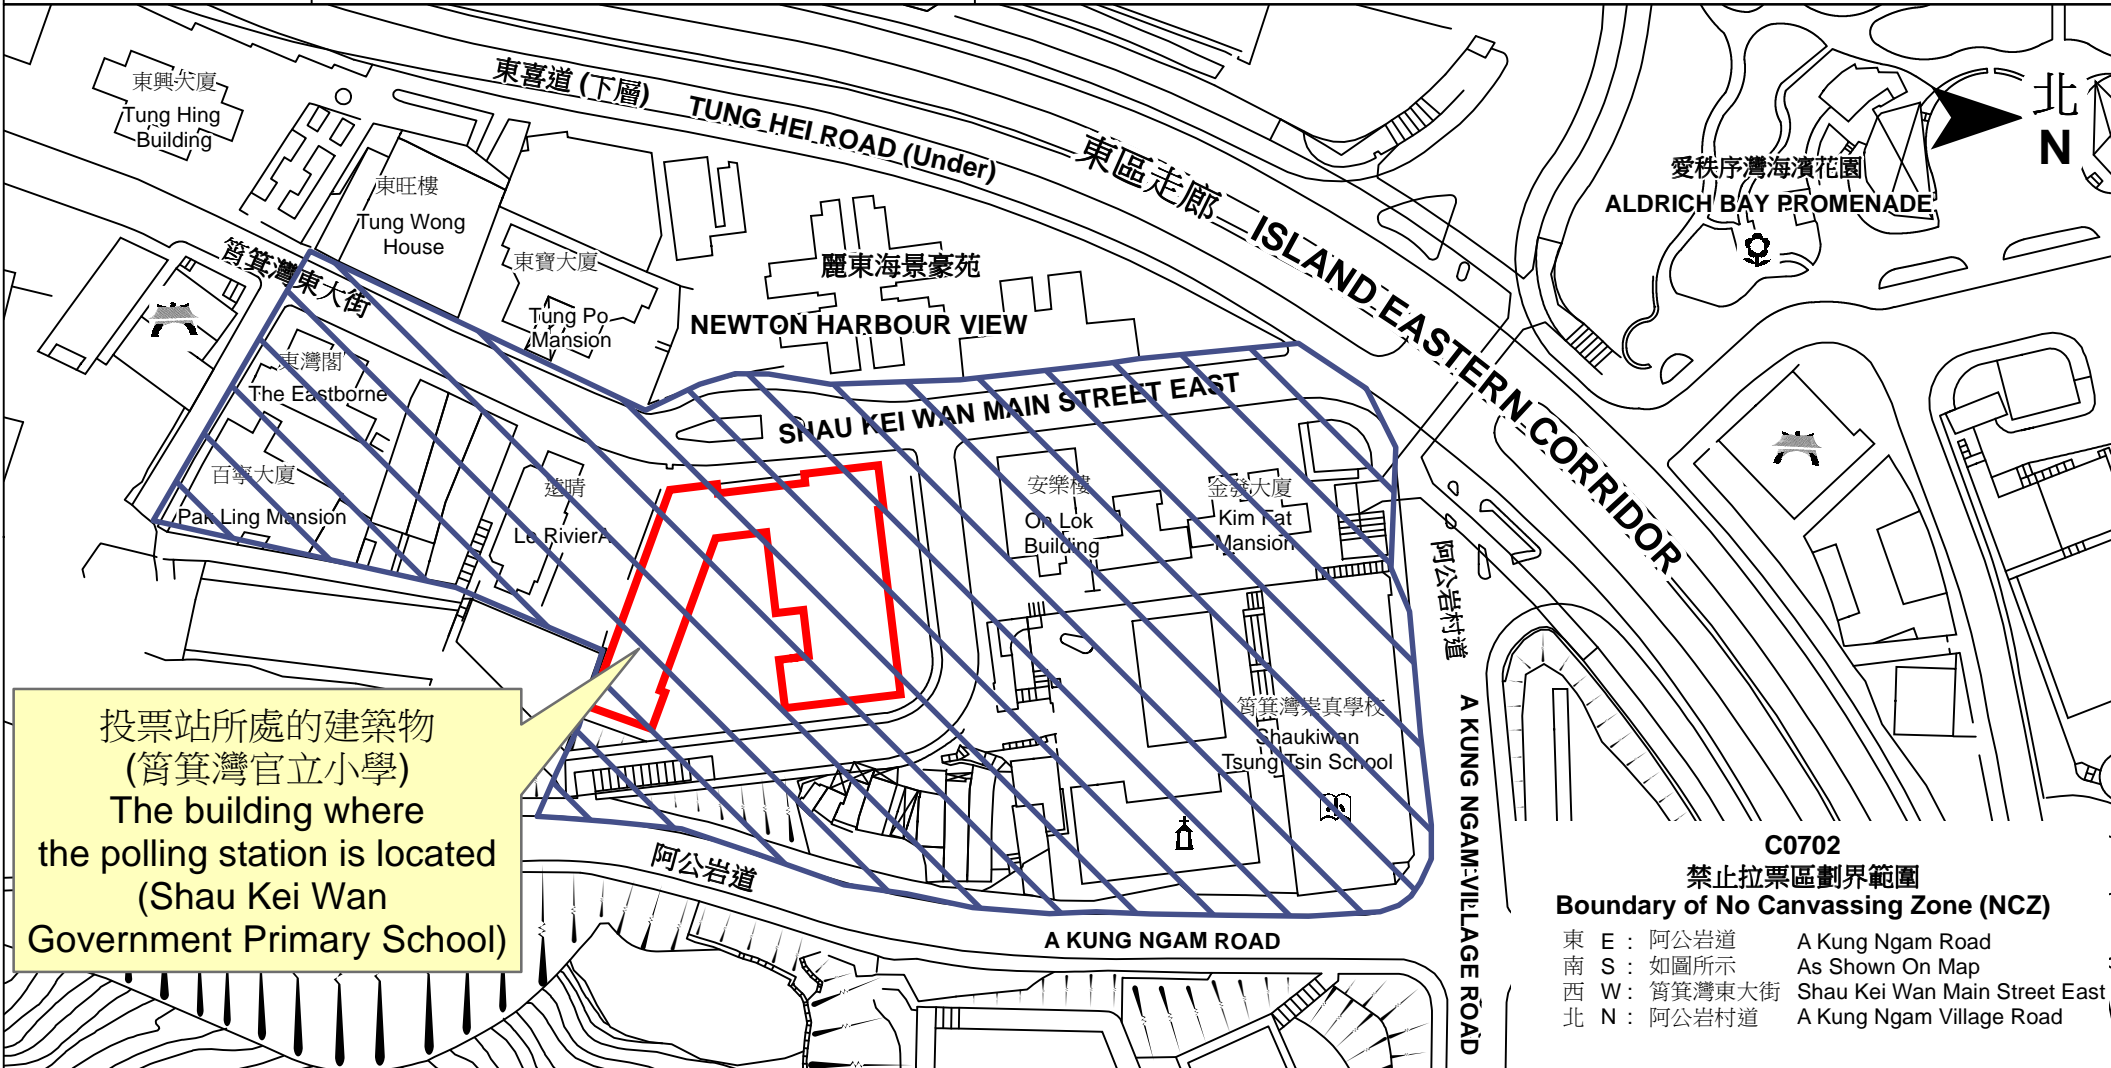 東興大廈
Tung Hing
Building
東喜道 (下層)
TUNG HEI ROAD (Under)
東區走廊
ISLAND EASTERN CORRIDOR
愛秩序灣海濱花園
ALDRICH BAY PROMENADE
北
N
東旺樓
Tung Wong
House
筲箕灣東大街
東寶大廈
Tung Po
Mansion
麗東海景豪苑
NEWTON HARBOUR VIEW
東灣閣
The Eastborne
SHAU KEI WAN MAIN STREET EAST
百寧大廈
Pak Ling Mansion
遠晴
Le RivierA
安樂樓
On Lok
Building
金發大廈
Kim Fat
Mansion
阿公岩村道
A KUNG NGAM VILLAGE ROAD
筲箕灣崇真學校
Shaukiwan
Tsung Tsin School
投票站所處的建築物
(筲箕灣官立小學)
The building where
the polling station is located
(Shau Kei Wan
Government Primary School)
阿公岩道
A KUNG NGAM ROAD
C0702
禁止拉票區劃界範圍
Boundary of No Canvassing Zone (NCZ)
東 E : 阿公岩道 A Kung Ngam Road
南 S : 如圖所示 As Shown On Map
西 W : 筲箕灣東大街 Shau Kei Wan Main Street East
北 N : 阿公岩村道 A Kung Ngam Village Road